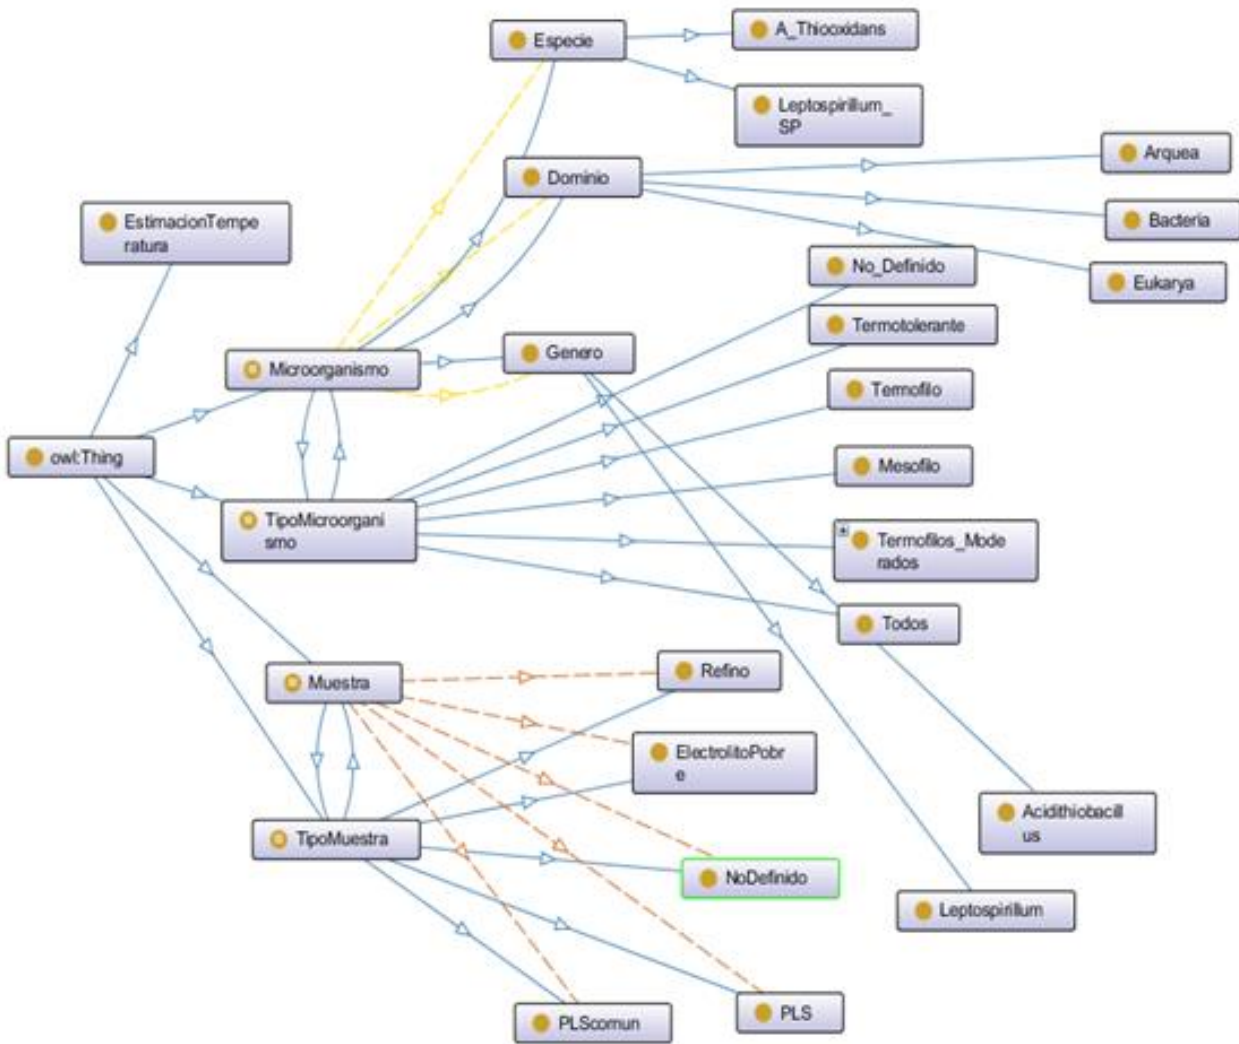 Especie
A_Thiooxidans
Leptospirillum_
SP
Dominio
Arquea
Bacteria
Eukarya
EstimacionTempe
ratura
No_Definido
Termotolerante
Microorganismo
Genero
Termofilo
owl:Thing
Mesofilo
TipoMicroorgani
smo
Termofilos_Mode
rados
Todos
Muestra
Refino
ElectrolitoPobr
e
TipoMuestra
Acidithiobacill
us
NoDefinido
Leptospirillum
PLScomun
PLS